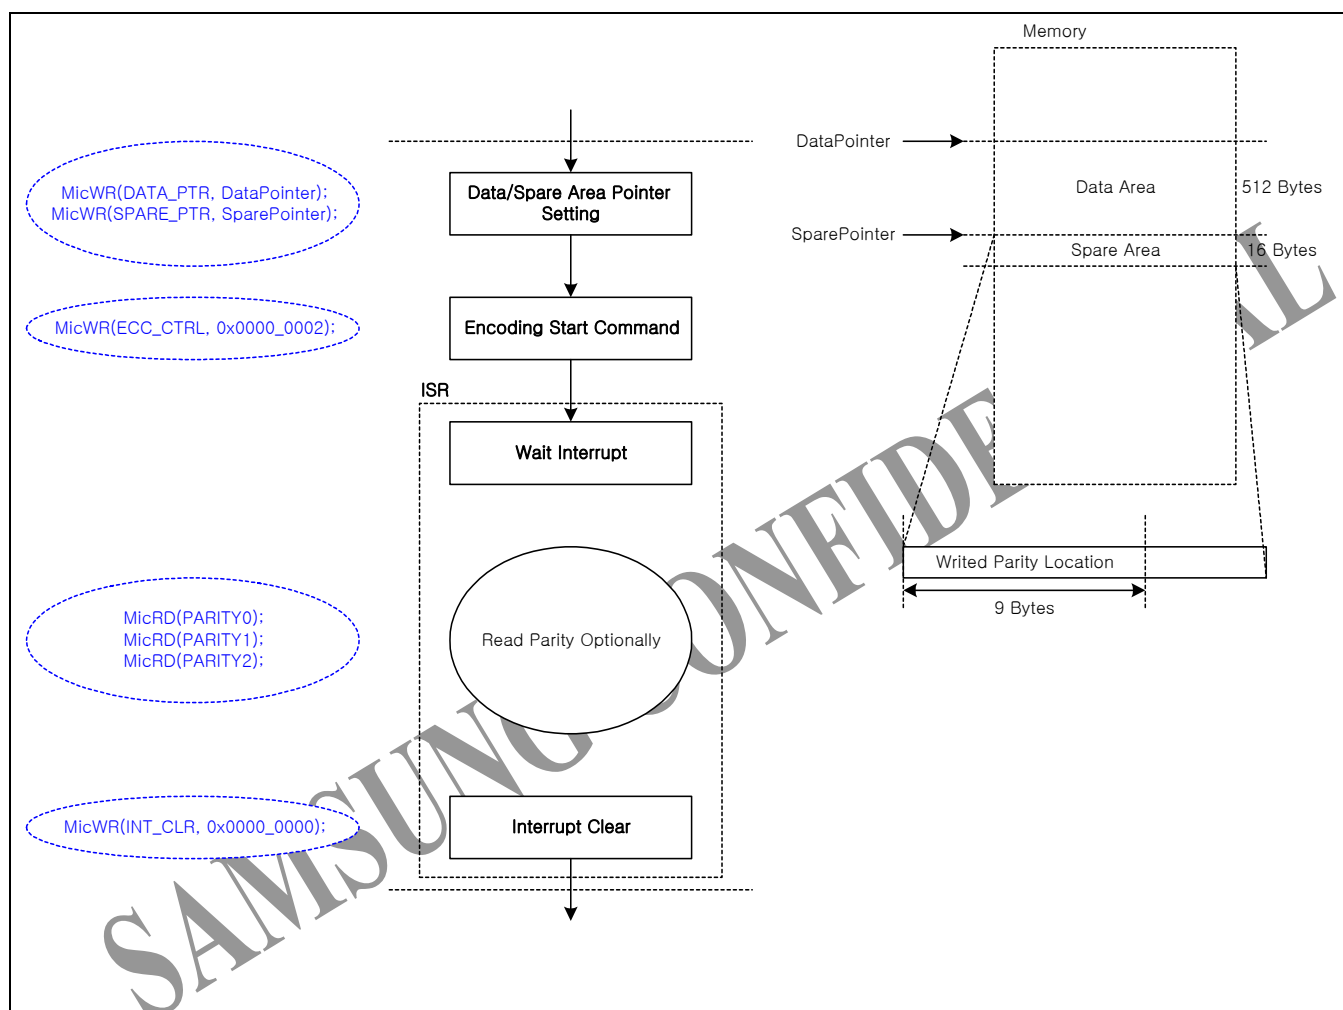 Memory
DataPointer
MicWR(DATA_PTR, DataPointer);
MicWR(SPARE_PTR, SparePointer);
Data/Spare Area Pointer
Setting
Data Area
512 Bytes
SparePointer
Spare Area
16 Bytes
MicWR(ECC_CTRL, 0x0000_0002);
Encoding Start Command
ISR
Wait Interrupt
Writed Parity Location
9 Bytes
MicRD(PARITY0);
MicRD(PARITY1);
MicRD(PARITY2);
Read Parity Optionally
MicWR(INT_CLR, 0x0000_0000);
Interrupt Clear
SAMSUNG CONFIDENTIAL